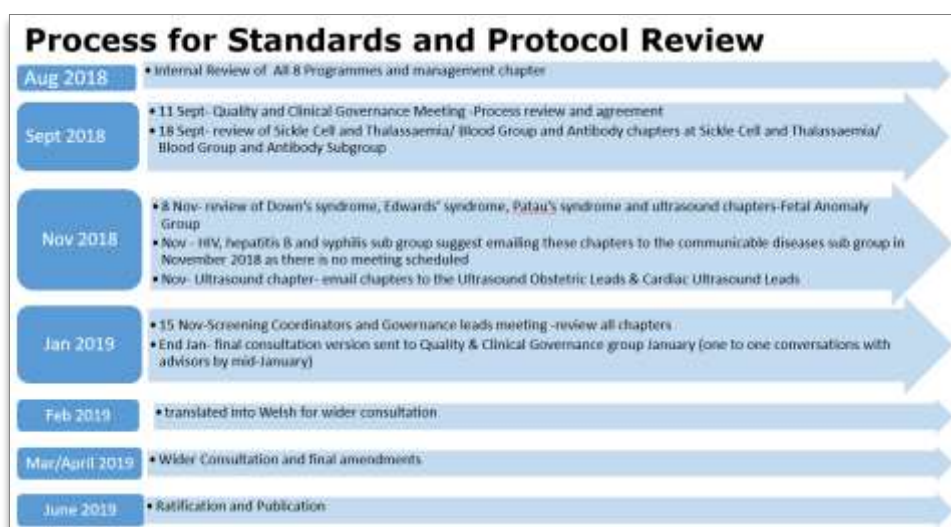 Process for Standards and Protocol Review
Aug 2018
• Internal Review of All 8 Programmes and management chapter
Sept 2018
• 11 Sept- Quality and Clinical Governance Meeting -Process review and agreement
• 18 Sept- review of Sickle Cell and Thalassaemia/ Blood Group and Antibody chapters at Sickle Cell and Thalassaemia/
Blood Group and Antibody Subgroup
Nov 2018
• 8 Nov- review of Down's syndrome, Edwards' syndrome, Patau's syndrome and ultrasound chapters-Fetal Anomaly
Group
• Nov - HIV, hepatitis B and syphilis sub group suggest emailing these chapters to the communicable diseases sub group in
November 2018 as there is no meeting scheduled
• Nov- Ultrasound chapter- email chapters to the Ultrasound Obstetric Leads & Cardiac Ultrasound Leads
Jan 2019
• 15 Nov-Screening Coordinators and Governance leads meeting -review all chapters
• End Jan- final consultation version sent to Quality & Clinical Governance group January (one to one conversations with
advisors by mid-January)
Feb 2019
• translated into Welsh for wider consultation
Mar/April 2019
• Wider Consultation and final amendments
June 2019
• Ratification and Publication